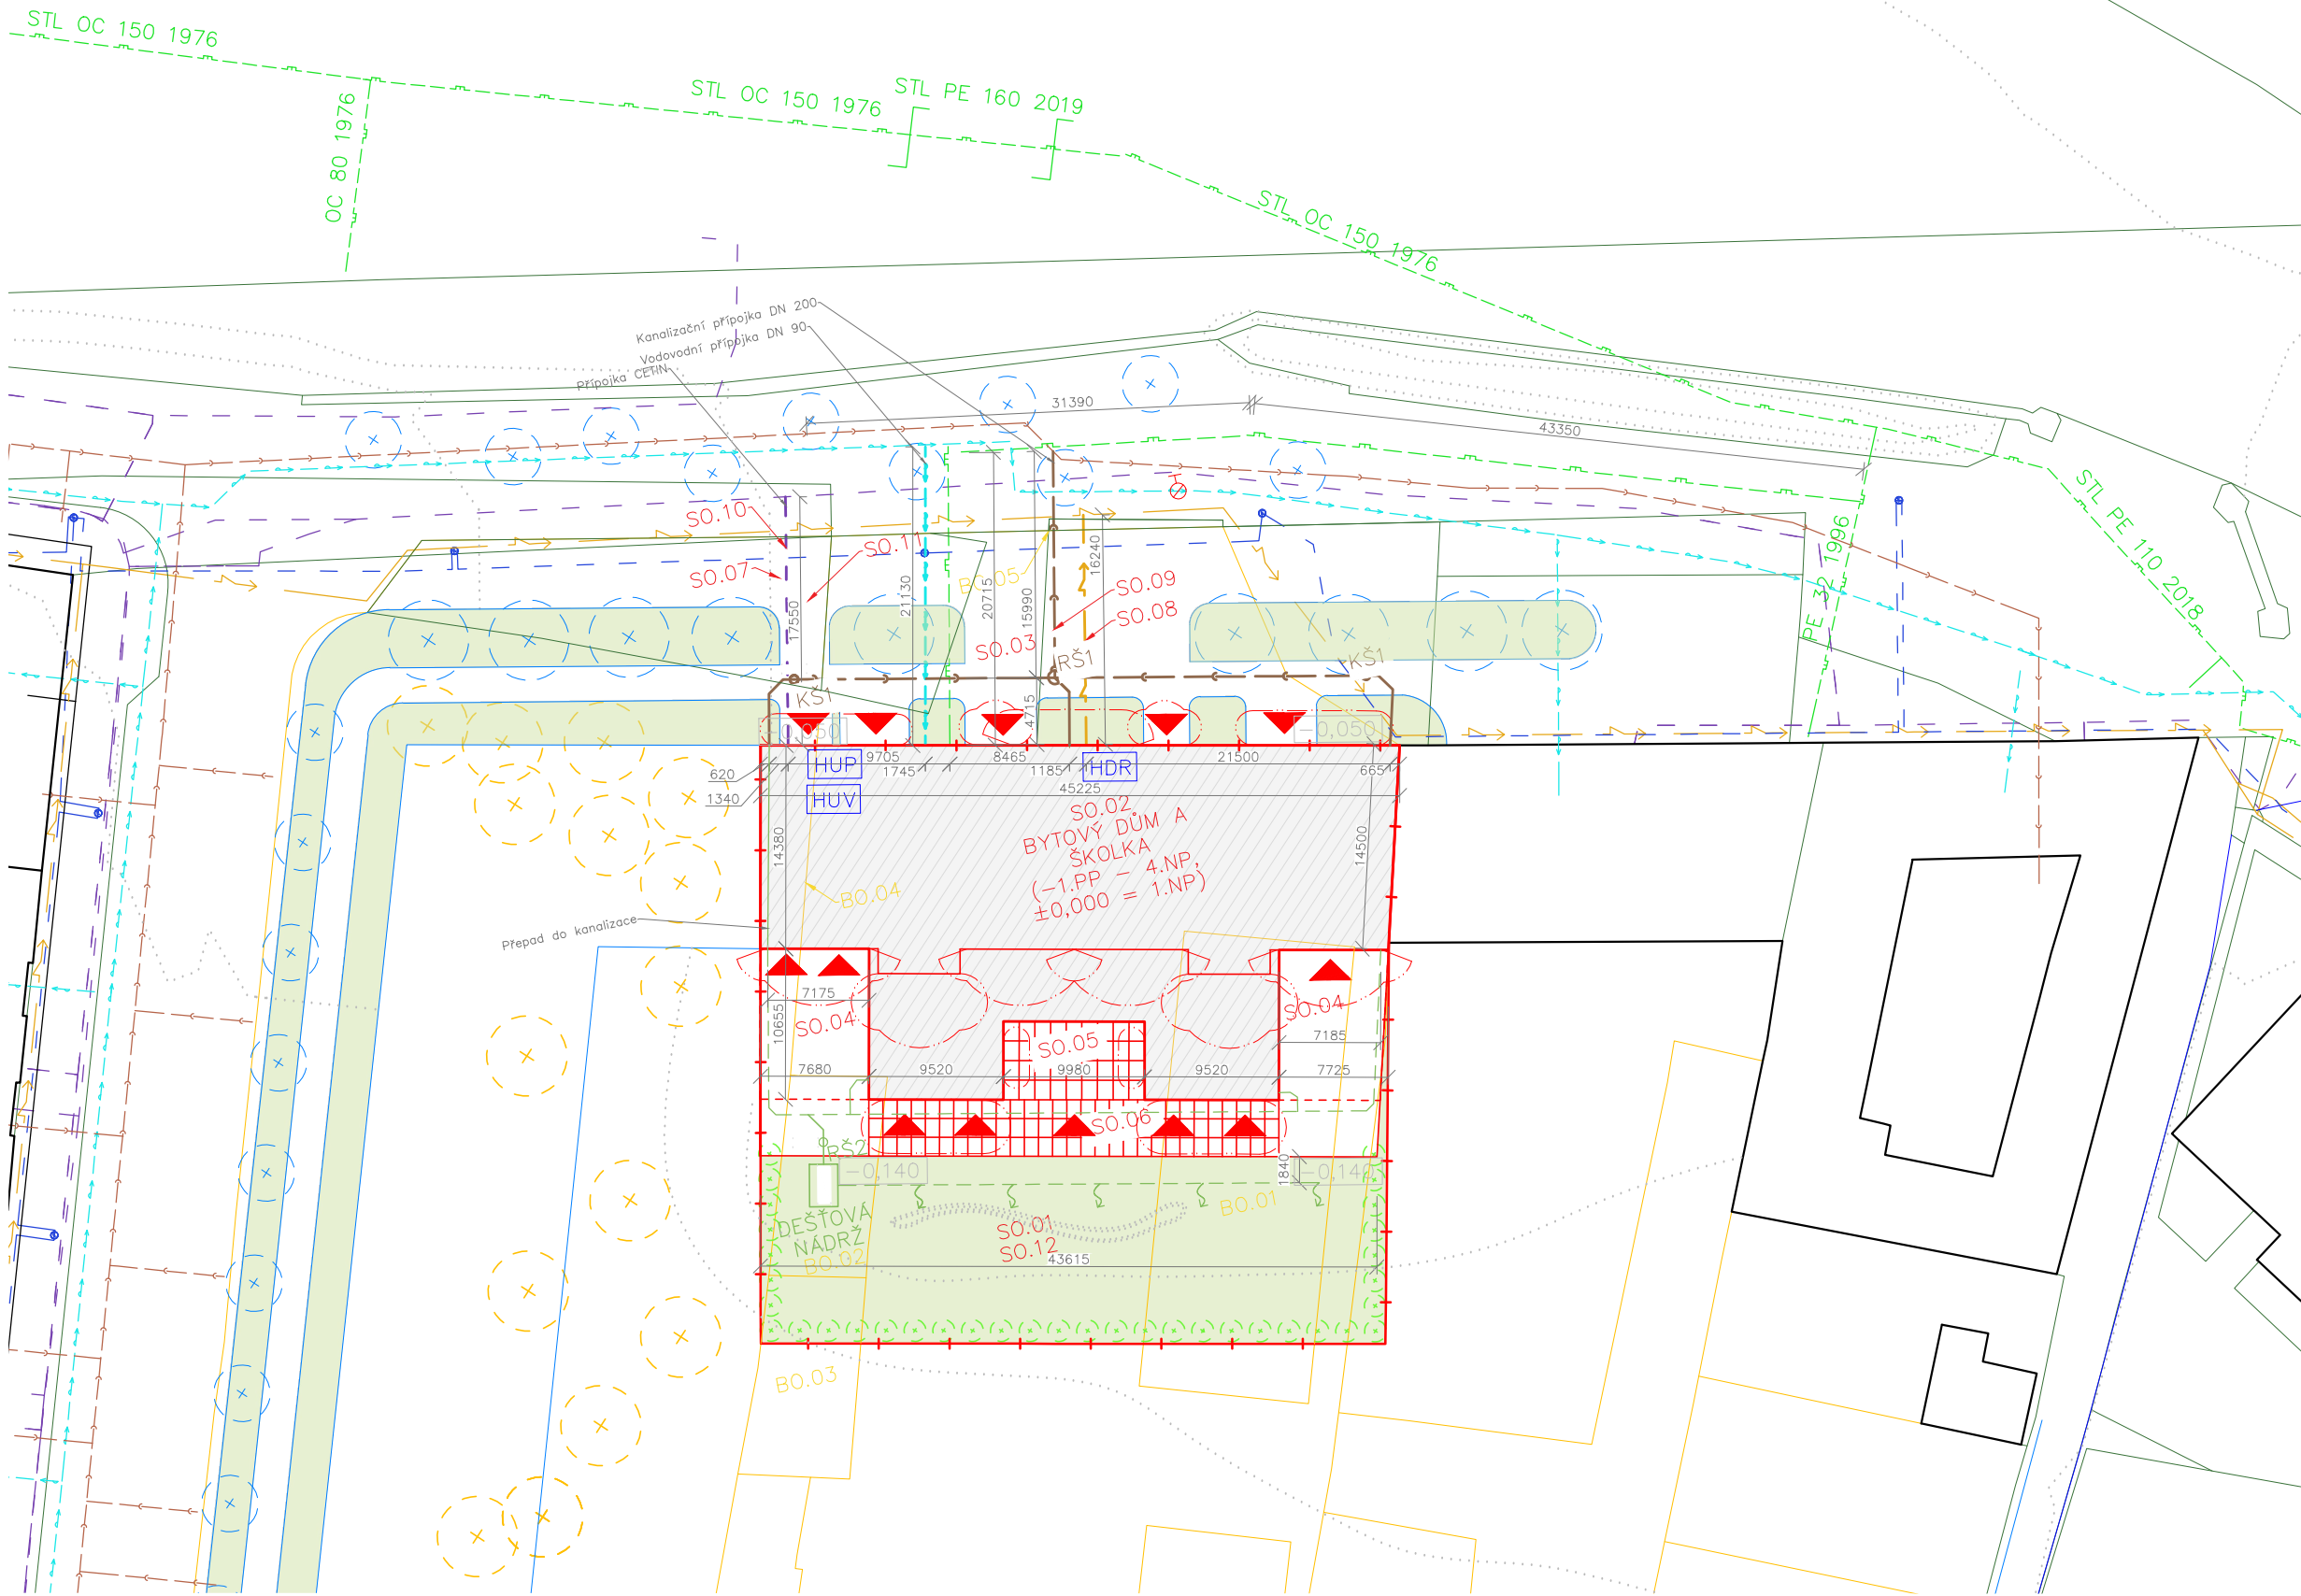 STL OC 150 1976
OC 80 1976
STL OC 150 1976
STL PE 160 2019
STL OC 150 1976
Kanalizační přípojka DN 200
Vodovodní přípojka DN 90
Přípojka CETIN
31390
43350
STL PE 110 2018
PE 32 1996
SO.10
SO.11
SO.07
BO.05
SO.09
SO.08
SO.03
17550
21130
20715
15990
16240
4715
RŠ1
KŠ1
KŠ1
-0,050
-0,050
HUP
HUV
HDR
620
9705
1745
8465
1185
21500
665
1340
45225
SO.02
BYTOVÝ DŮM A
ŠKOLKA
(-1.PP - 4.NP,
±0,000 = 1.NP)
14380
14500
BO.04
Přepad do kanalizace
7175
SO.04
10655
SO.04
7185
SO.05
7680
9520
9980
9520
7725
SO.06
RŠ2
-0,140
1840
-0,140
DEŠŤOVÁ
NÁDRŽ
BO.02
SO.01
SO.12
BO.01
43615
BO.03